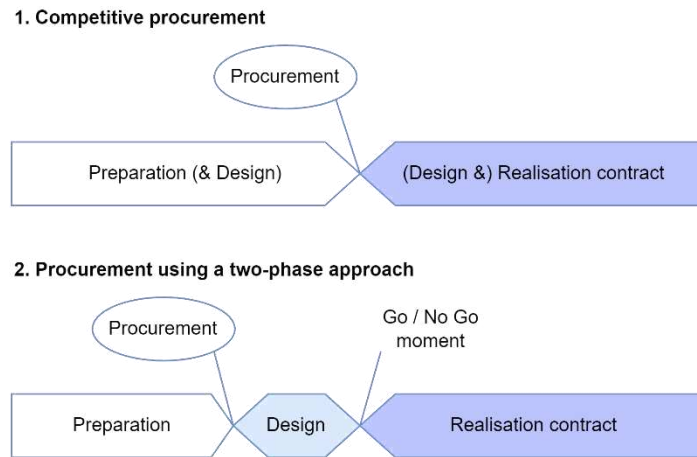 1. Competitive procurement
Procurement
Preparation (& Design)
(Design &) Realisation contract
2. Procurement using a two-phase approach
Procurement
Go / No Go
moment
Preparation
Design
Realisation contract